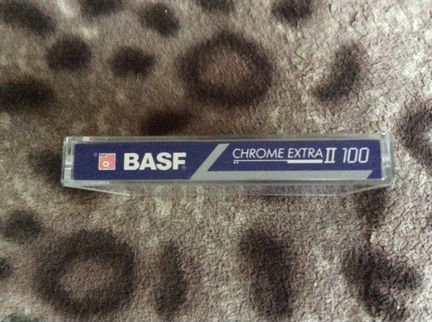 BASF CHROME EXTRA II 100